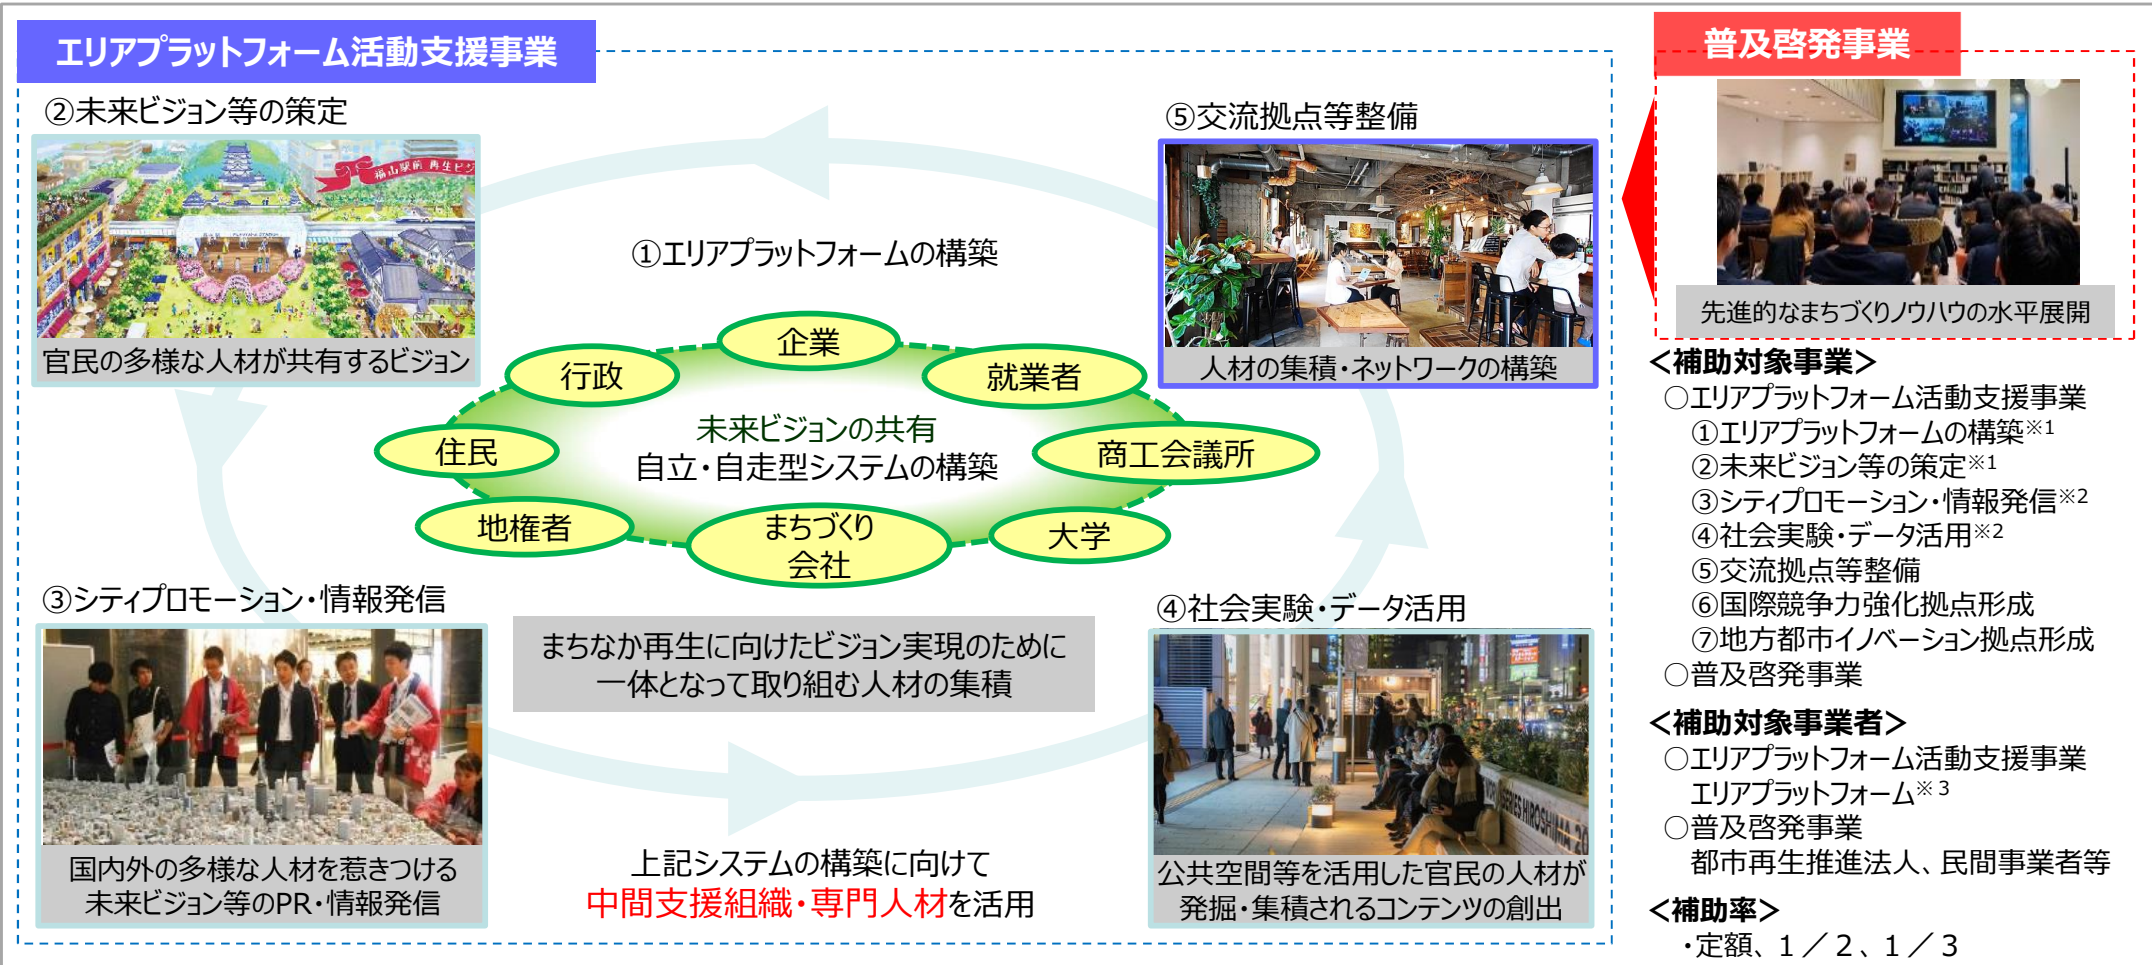 エリアプラットフォーム活動支援事業
②未来ビジョン等の策定
福山駅前 再生ビジ
官民の多様な人材が共有するビジョン
①エリアプラットフォームの構築
⑤交流拠点等整備
人材の集積・ネットワークの構築
企業
行政
就業者
住民
未来ビジョンの共有
自立・自走型システムの構築
商工会議所
地権者
まちづくり
会社
大学
③シティプロモーション・情報発信
国内外の多様な人材を惹きつける
未来ビジョン等のPR・情報発信
まちなか再生に向けたビジョン実現のために
一体となって取り組む人材の集積
上記システムの構築に向けて
中間支援組織・専門人材を活用
④社会実験・データ活用
公共空間等を活用した官民の人材が
発掘・集積されるコンテンツの創出
普及啓発事業
先進的なまちづくりノウハウの水平展開
<補助対象事業>
○エリアプラットフォーム活動支援事業
①エリアプラットフォームの構築※1
②未来ビジョン等の策定※1
③シティプロモーション・情報発信※2
④社会実験・データ活用※2
⑤交流拠点等整備
⑥国際競争力強化拠点形成
⑦地方都市イノベーション拠点形成
○普及啓発事業
<補助対象事業者>
○エリアプラットフォーム活動支援事業
エリアプラットフォーム※３
○普及啓発事業
都市再生推進法人、民間事業者等
<補助率>
・定額、１／２、１／３